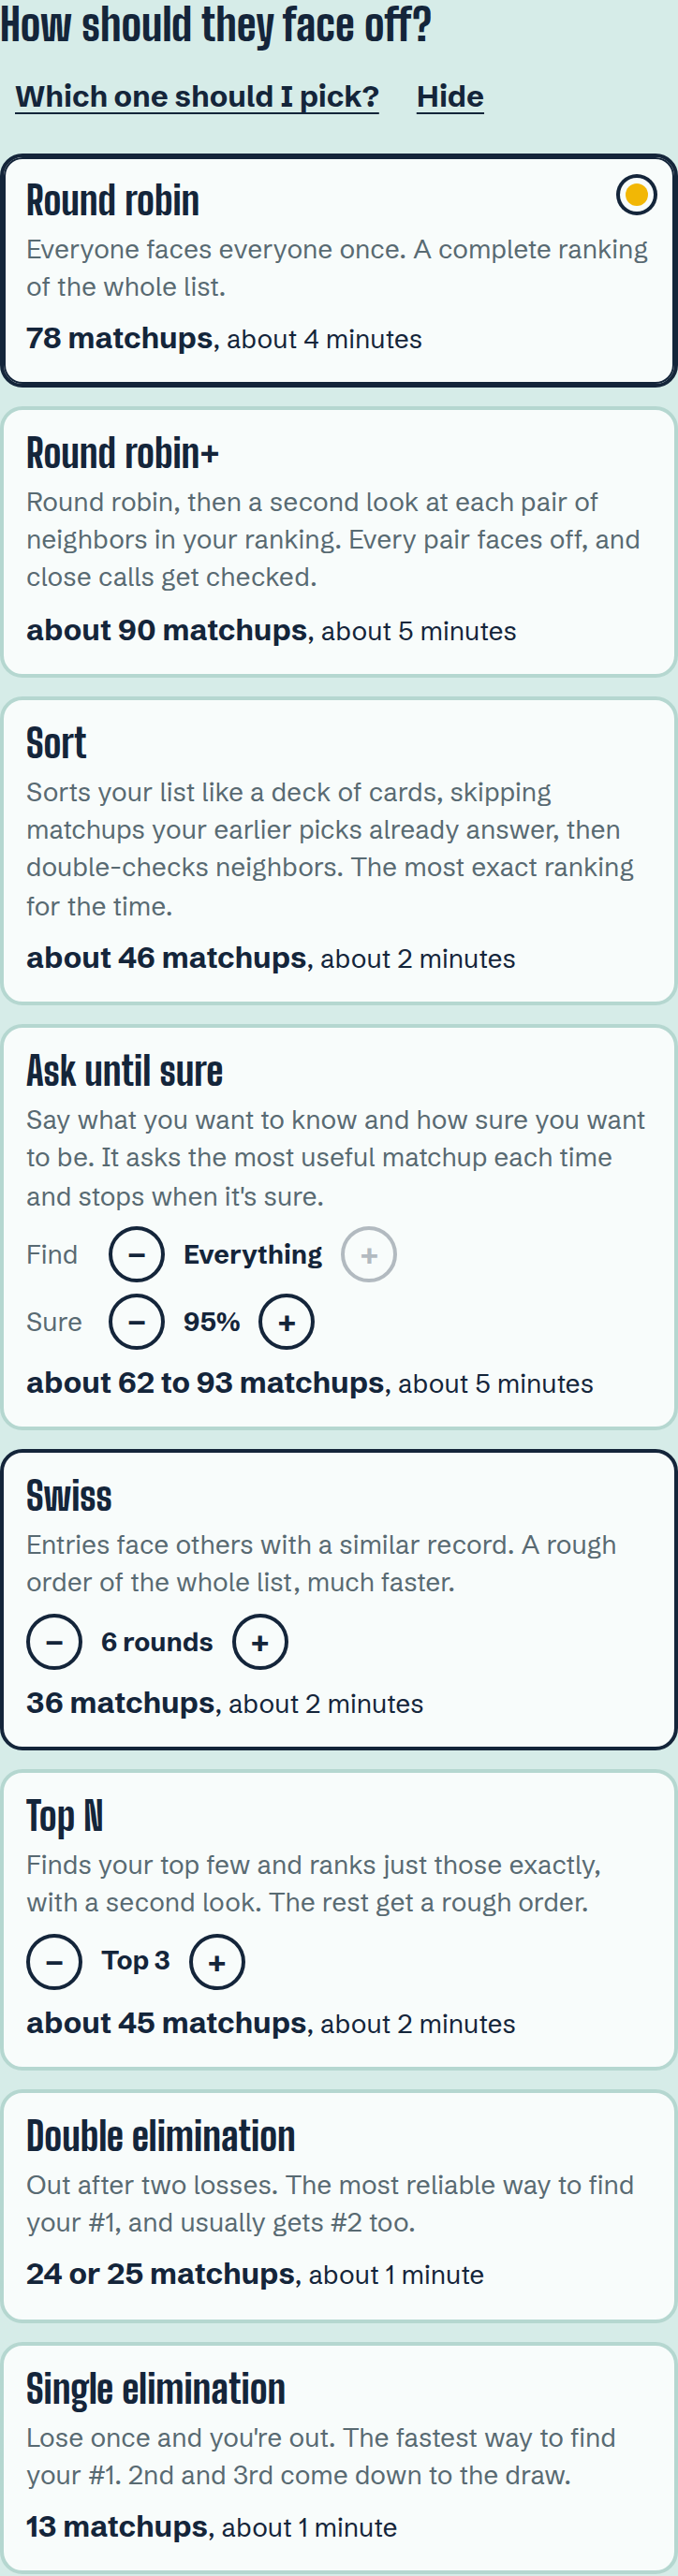 How should they face off?
Which one should I pick? Hide
Round robin
Everyone faces everyone once. A complete ranking
of the whole list.
78 matchups, about 4 minutes
Round robin+
Round robin, then a second look at each pair of
neighbors in your ranking. Every pair faces off, and
close calls get checked.
about 90 matchups, about 5 minutes
Sort
Sorts your list like a deck of cards, skipping
matchups your earlier picks already answer, then
double-checks neighbors. The most exact ranking
for the time.
about 46 matchups, about 2 minutes
Ask until sure
Say what you want to know and how sure you want
to be. It asks the most useful matchup each time
and stops when it's sure.
Find − Everything +
Sure − 95% +
about 62 to 93 matchups, about 5 minutes
Swiss
Entries face others with a similar record. A rough
order of the whole list, much faster.
− 6 rounds +
36 matchups, about 2 minutes
Top N
Finds your top few and ranks just those exactly,
with a second look. The rest get a rough order.
− Top 3 +
about 45 matchups, about 2 minutes
Double elimination
Out after two losses. The most reliable way to find
your #1, and usually gets #2 too.
24 or 25 matchups, about 1 minute
Single elimination
Lose once and you're out. The fastest way to find
your #1. 2nd and 3rd come down to the draw.
13 matchups, about 1 minute